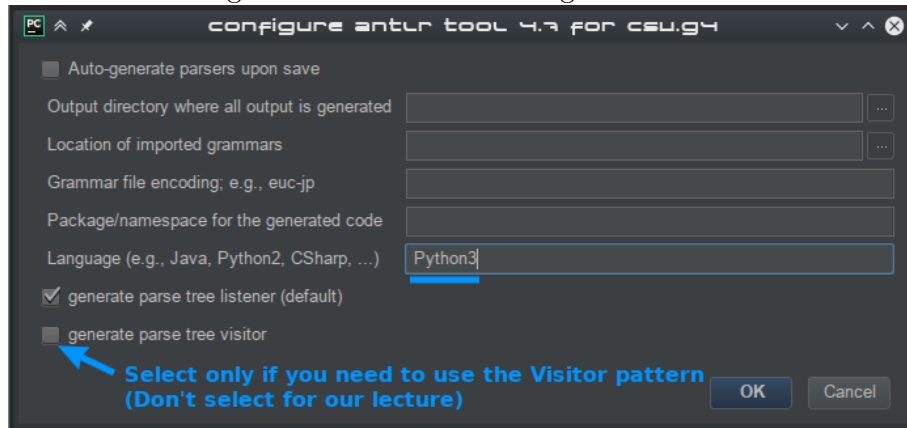 PC configure antlr tool 4.7 for csu.g4
Auto-generate parsers upon save
Output directory where all output is generated ...
Location of imported grammars ...
Grammar file encoding; e.g., euc-jp
Package/namespace for the generated code
Language (e.g., Java, Python2, CSharp, ...) Python3
generate parse tree listener (default)
generate parse tree visitor
Select only if you need to use the Visitor pattern
(Don't select for our lecture)
OK Cancel